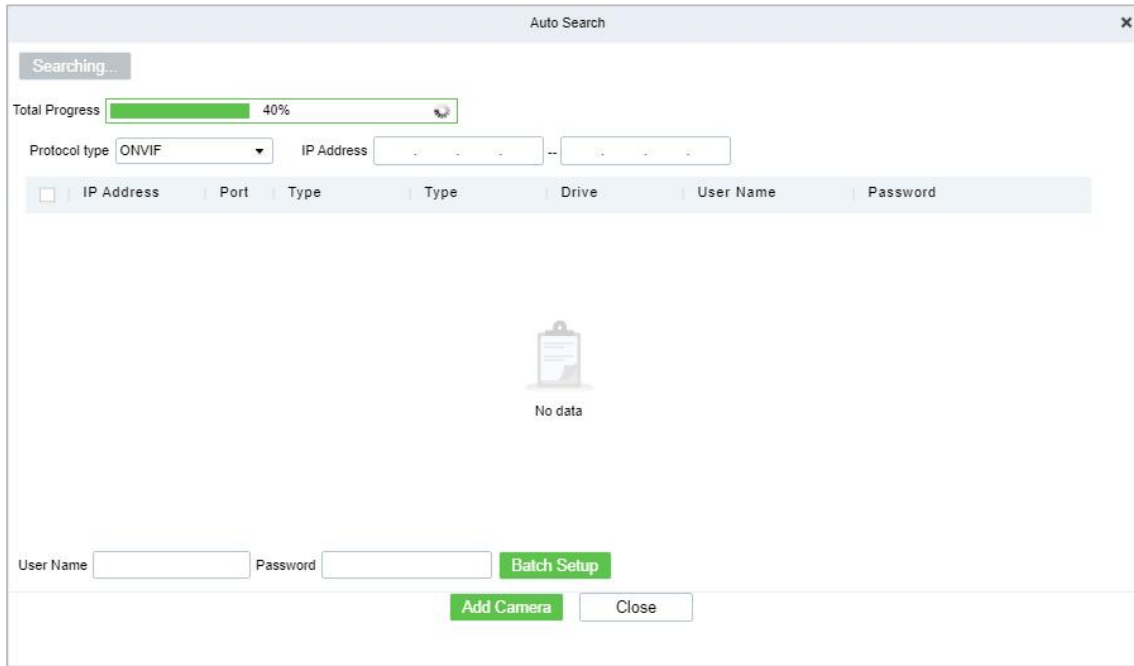 Auto Search
Searching...
Total Progress 40%
Protocol type ONVIF IP Address . . . -- . . .
IP Address Port Type Type Drive User Name Password
No data
User Name Password Batch Setup
Add Camera Close